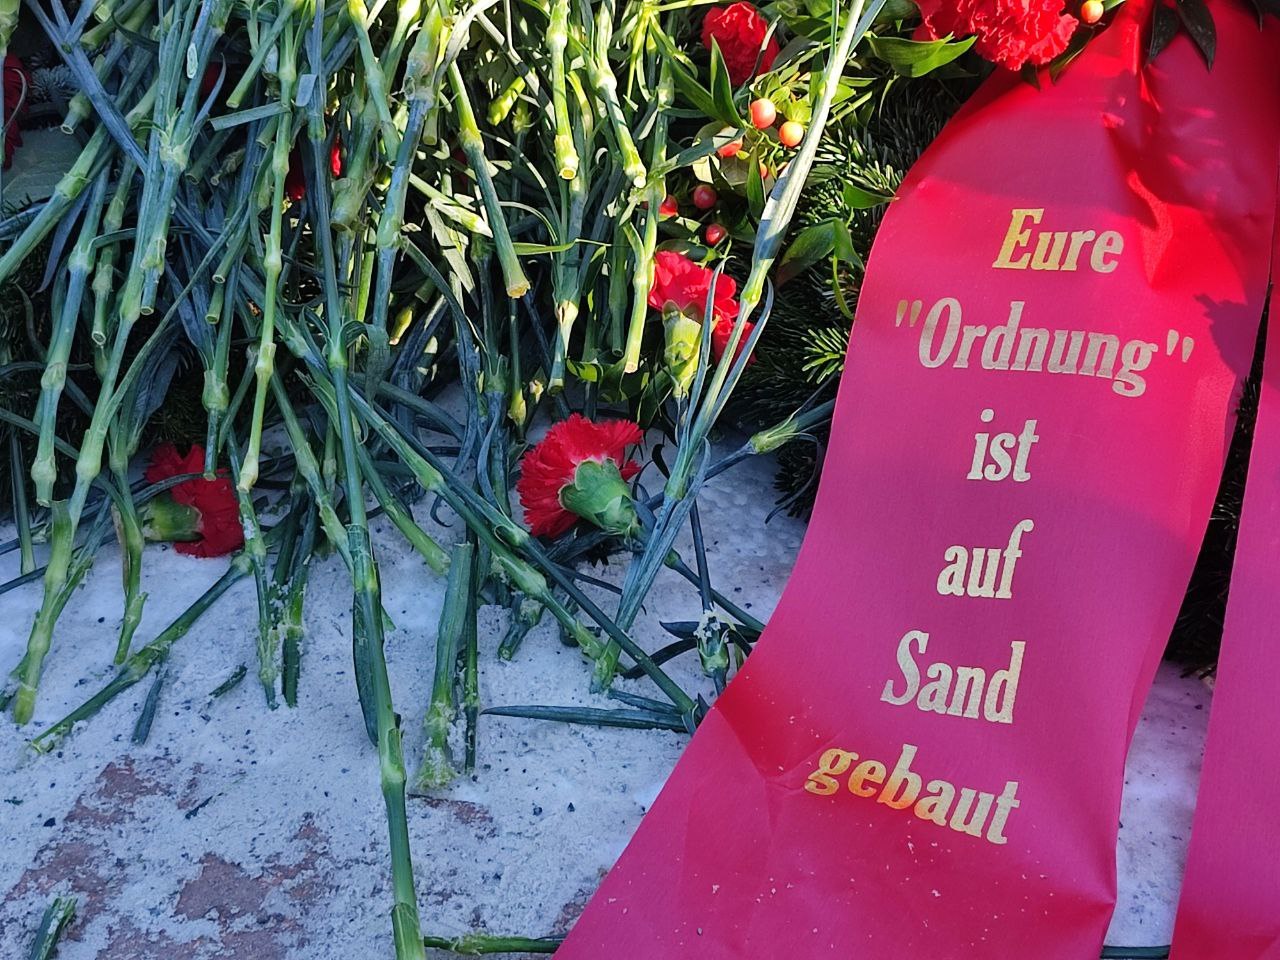 Eure
"Ordnung"
ist
auf
Sand
gebaut